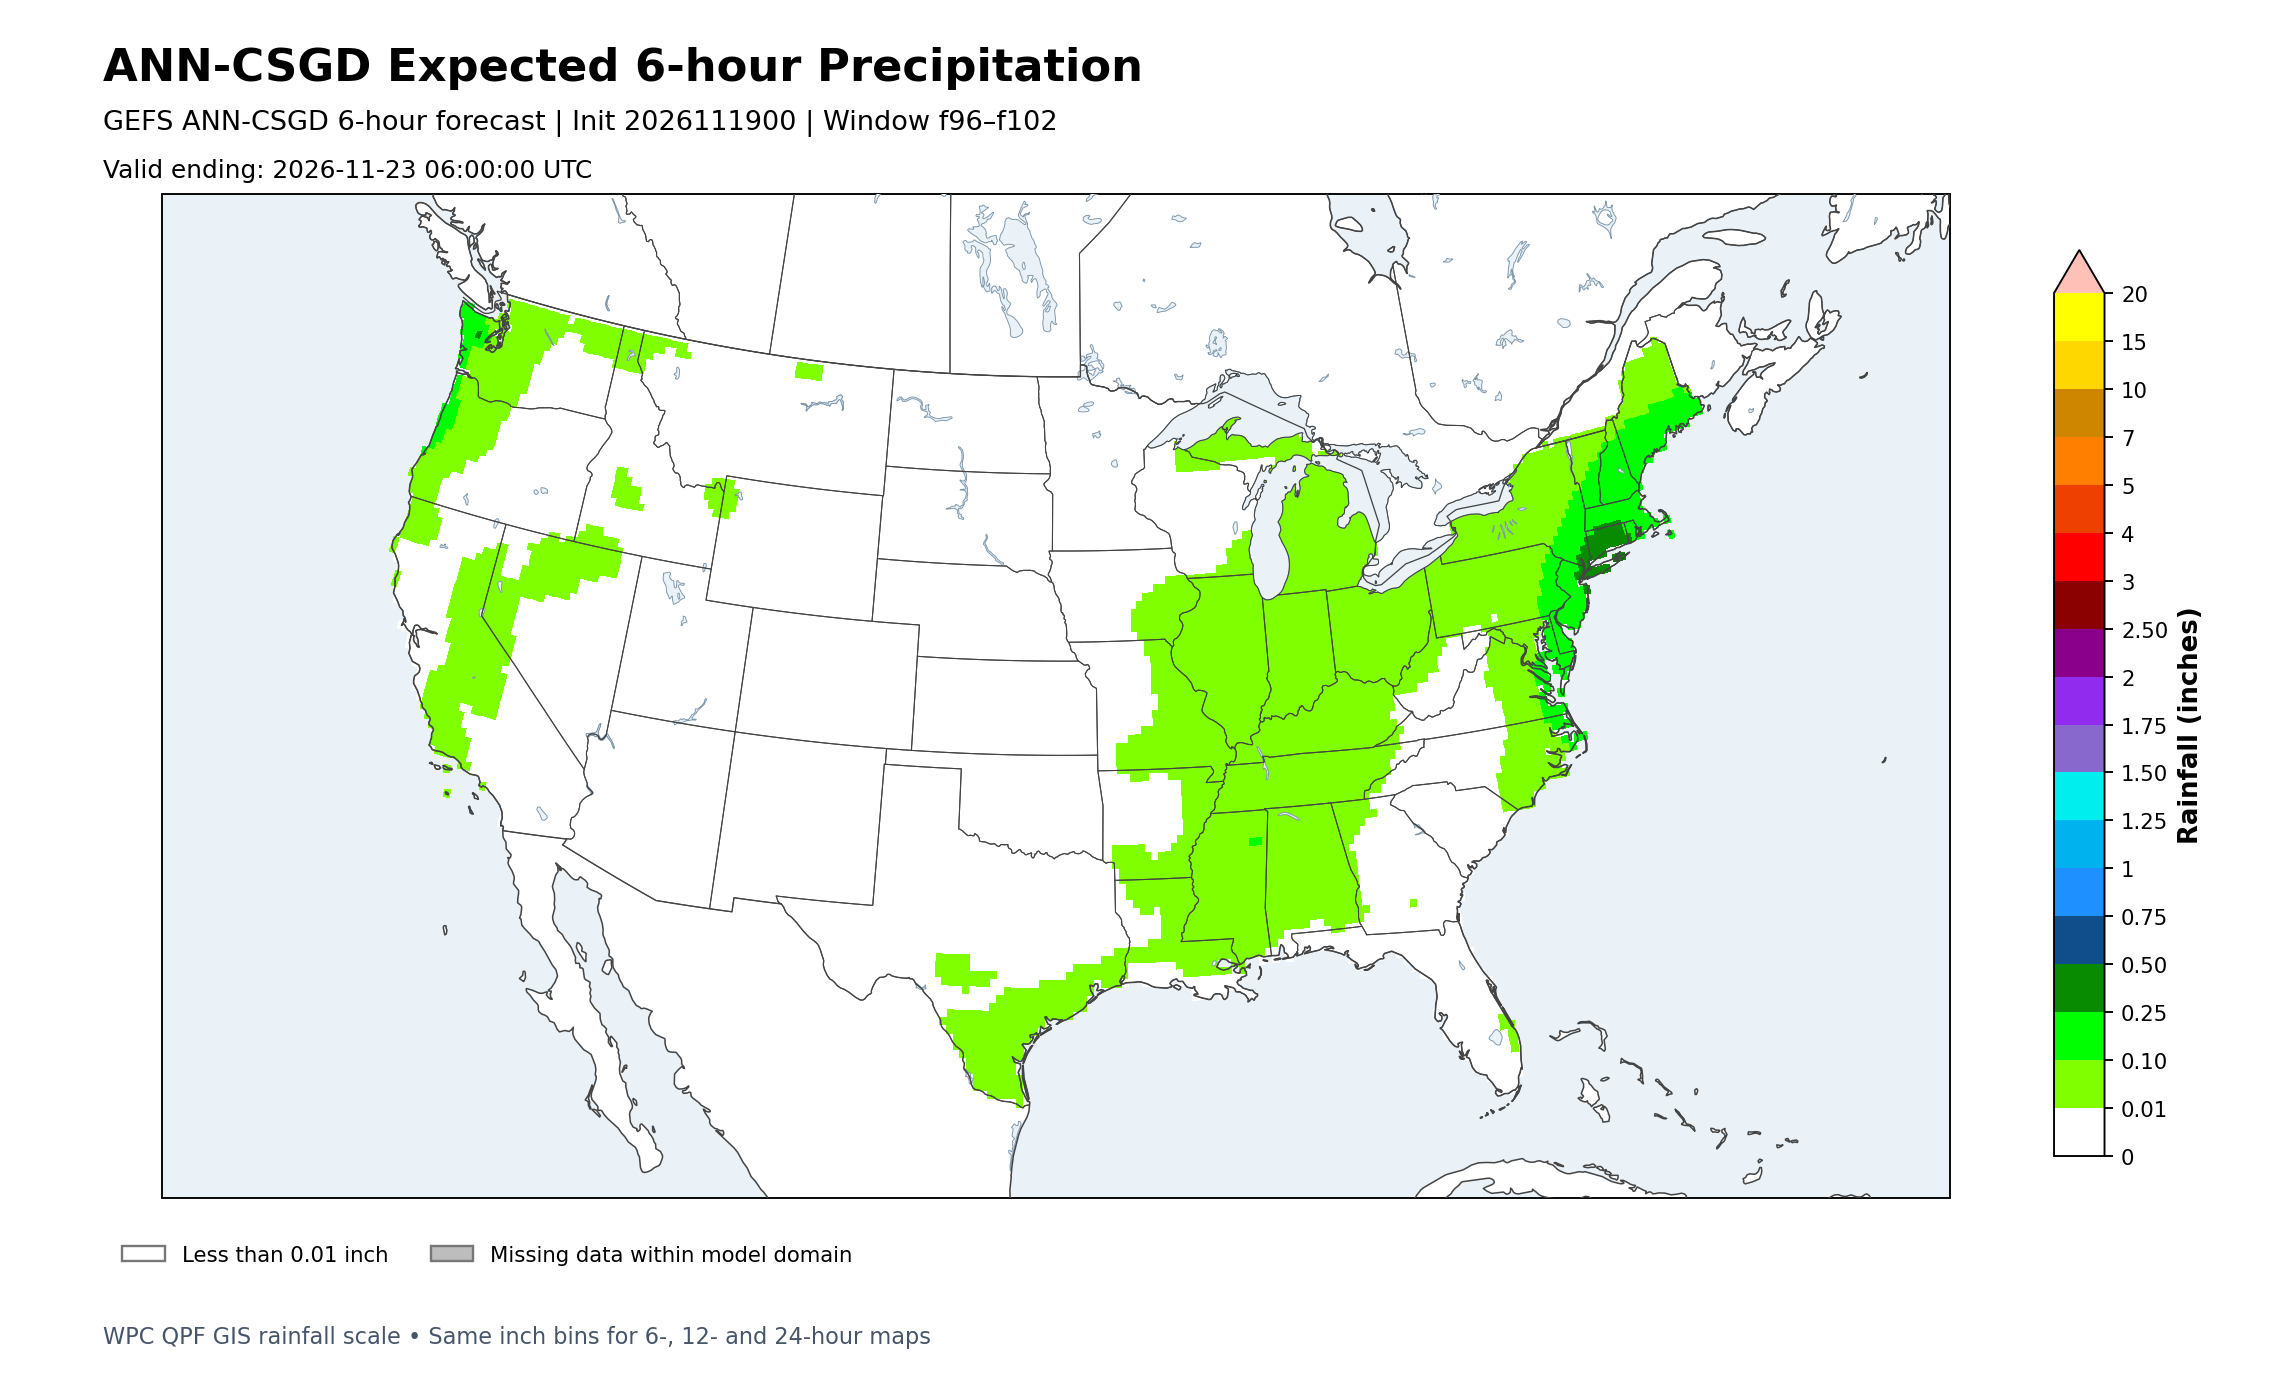 ANN-CSGD Expected 6-hour Precipitation
GEFS ANN-CSGD 6-hour forecast | Init 2026111900 | Window f96–f102
Valid ending: 2026-11-23 06:00:00 UTC
20
15
10
7
5
4
3
2.50
2
1.75
1.50
1.25
1
0.75
0.50
0.25
0.10
0.01
0
Rainfall (inches)
Less than 0.01 inch
Missing data within model domain
WPC QPF GIS rainfall scale • Same inch bins for 6-, 12- and 24-hour maps